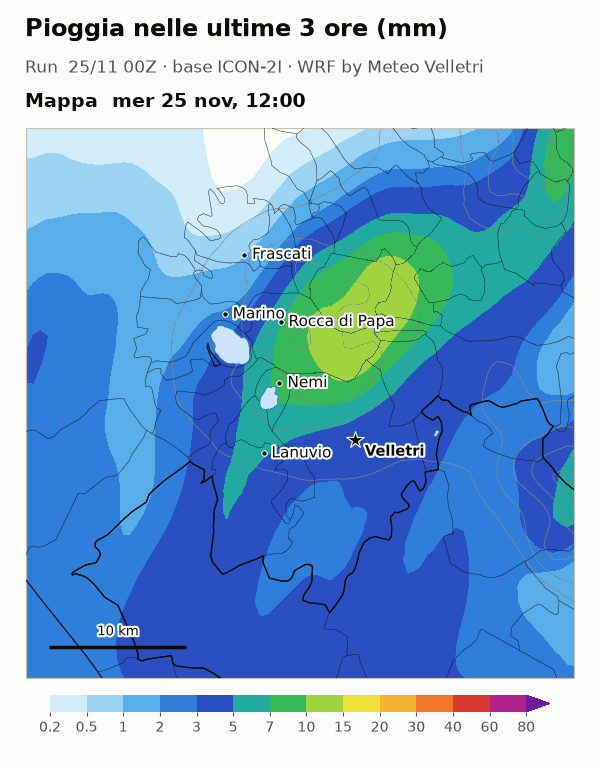 Pioggia nelle ultime 3 ore (mm)
Run  25/11 00Z · base ICON-2I · WRF by Meteo Velletri
Mappa  mer 25 nov, 12:00
Frascati
Marino
Rocca di Papa
Nemi
Velletri
Lanuvio
10 km
0.2 0.5 1 2 3 5 7 10 15 20 30 40 60 80